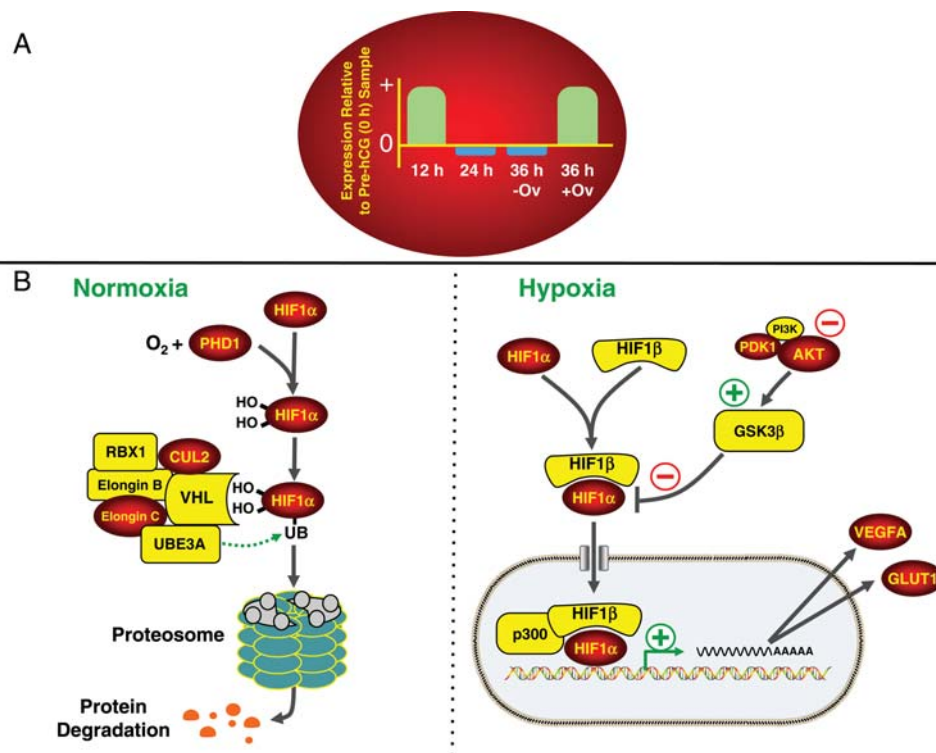 A
Expression Relative
to Pre-hCG (0 h) Sample
+
0
12 h
24 h
36 h
-Ov
36 h
+Ov
B
Normoxia
HIF1α
O2 + PHD1
HO
HO
HIF1α
RBX1
CUL2
Elongin B
VHL
Elongin C
UBE3A
HO
HO
HIF1α
UB
Proteosome
Protein
Degradation
Hypoxia
HIF1α
HIF1β
PI3K
PDK1
AKT
−
+
GSK3β
HIF1β
HIF1α
−
VEGFA
GLUT1
p300
HIF1β
HIF1α
+
AAAAA